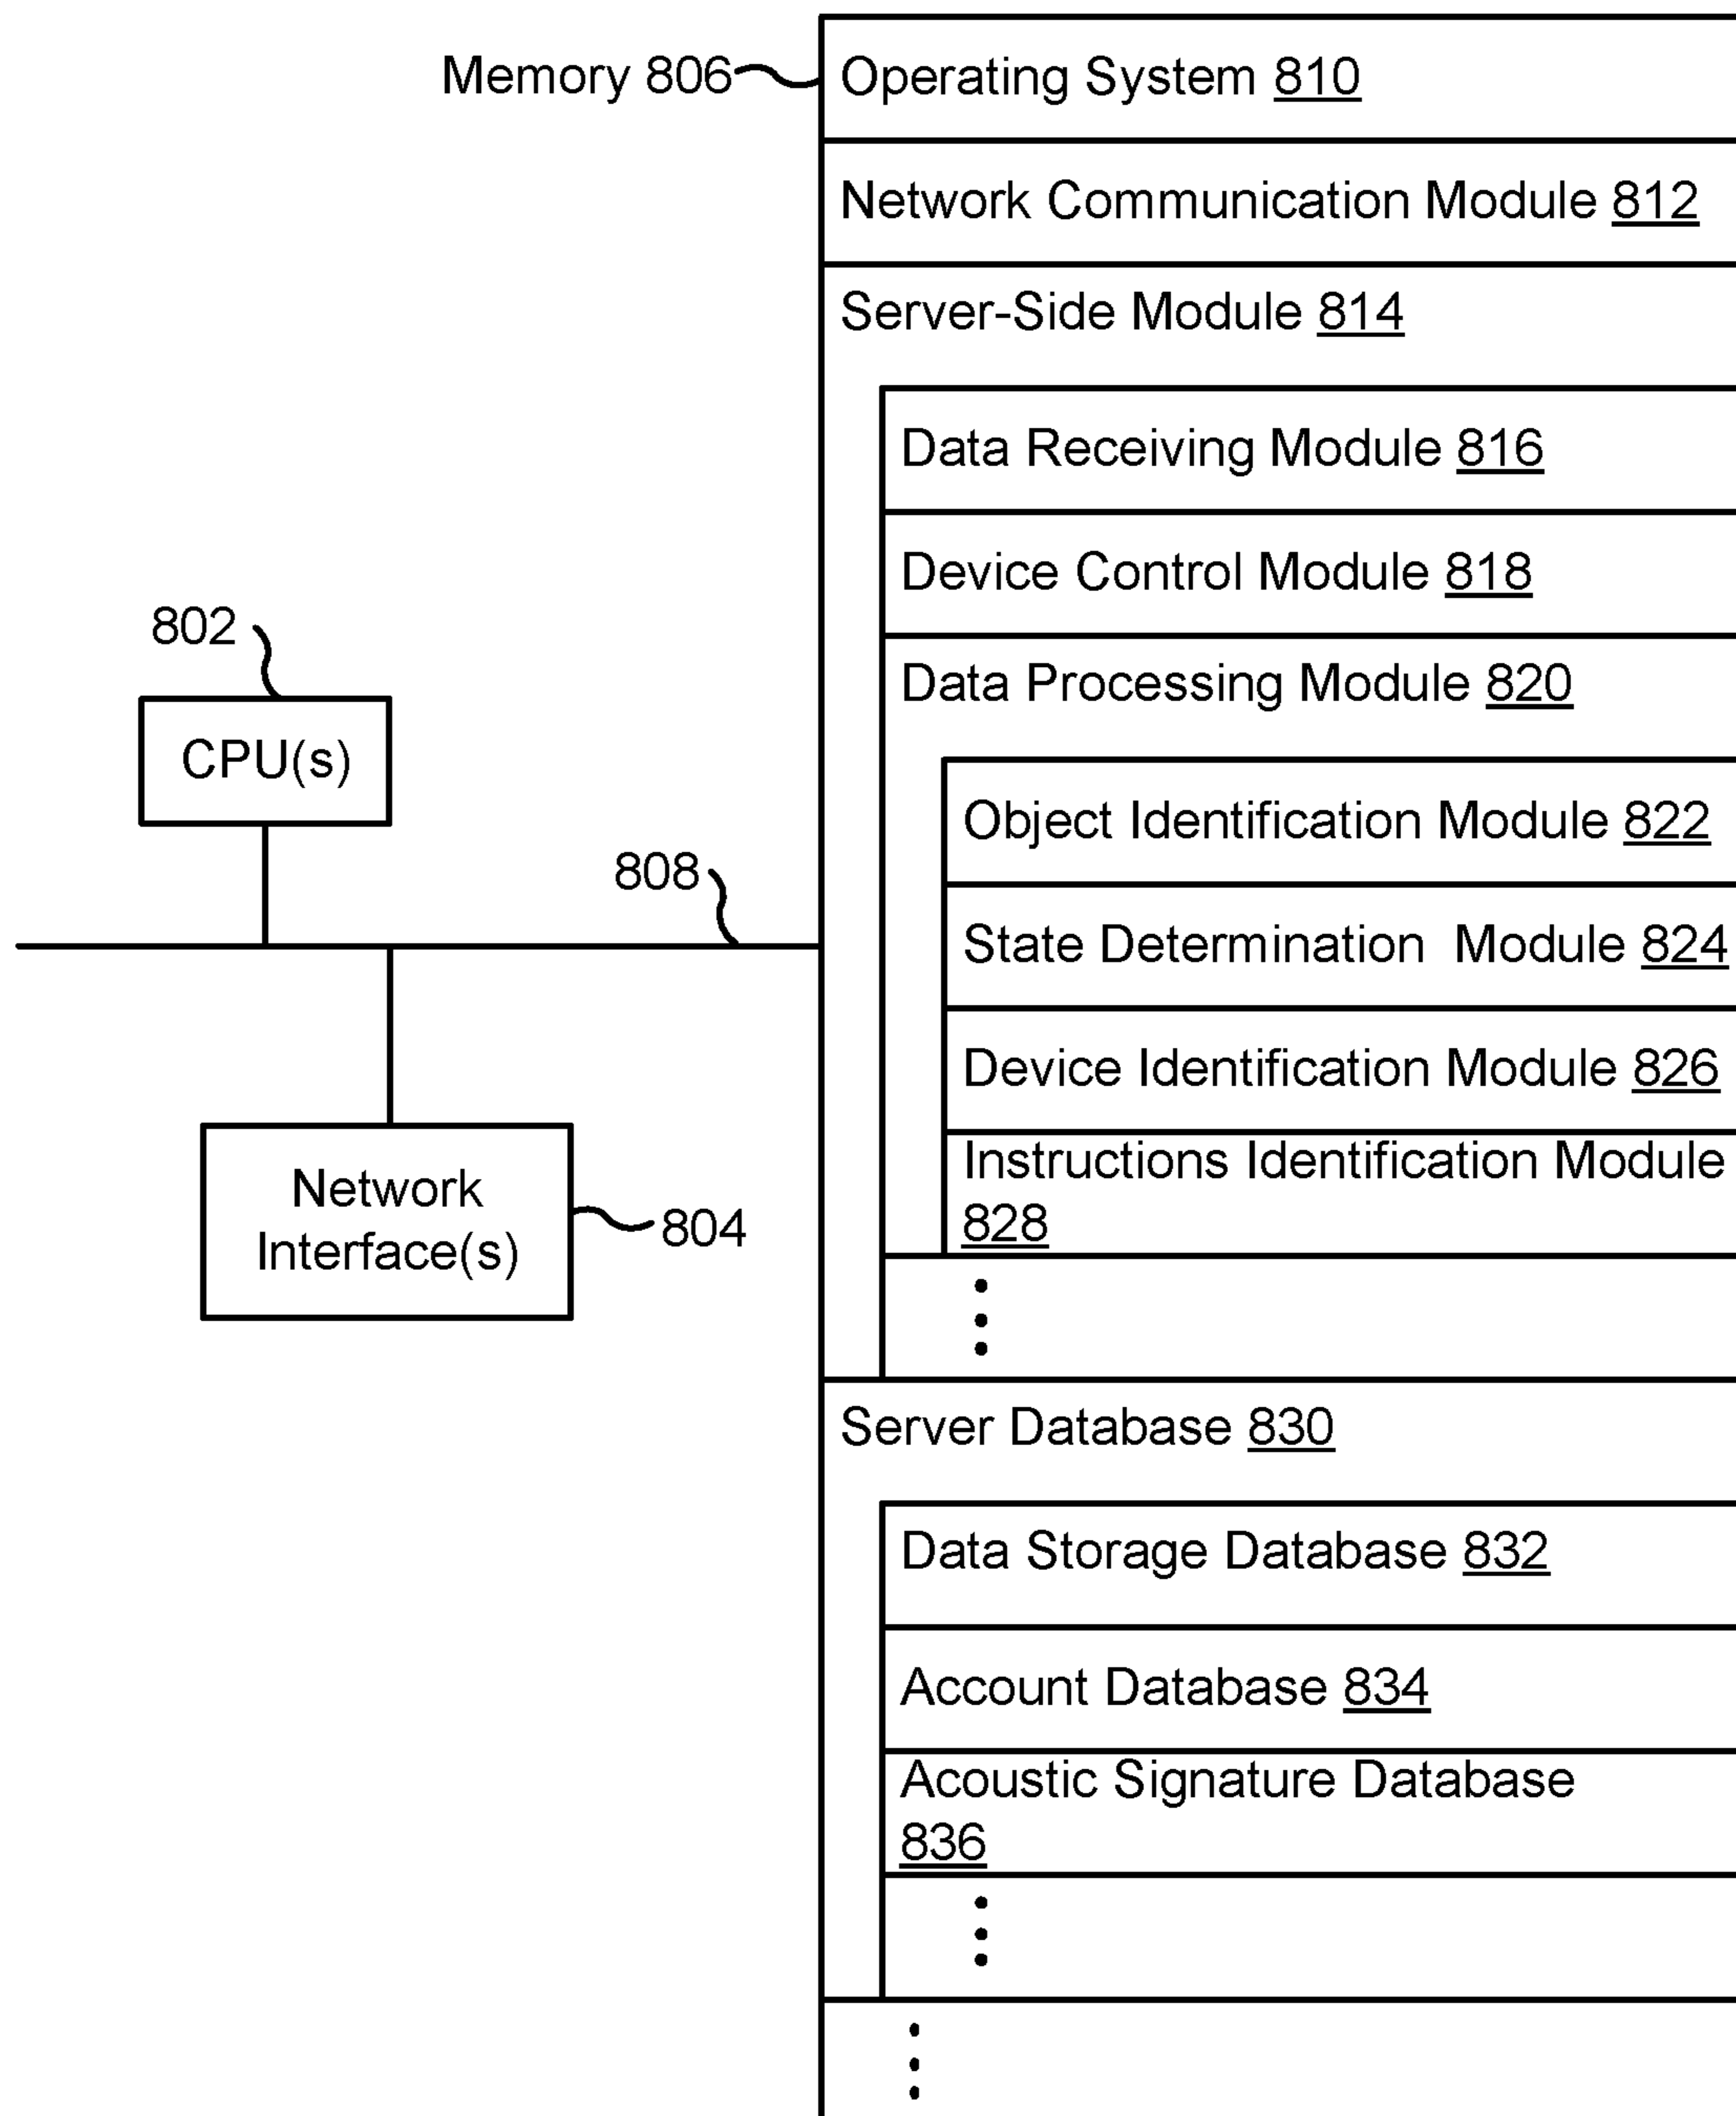 Memory 806
Operating System 810
Network Communication Module 812
Server-Side Module 814
Data Receiving Module 816
Device Control Module 818
802
Data Processing Module 820
CPU(s)
Object Identification Module 822
808
State Determination Module 824
Device Identification Module 826
Instructions Identification Module
828
Network
Interface(s)
804
Server Database 830
Data Storage Database 832
Account Database 834
Acoustic Signature Database
836